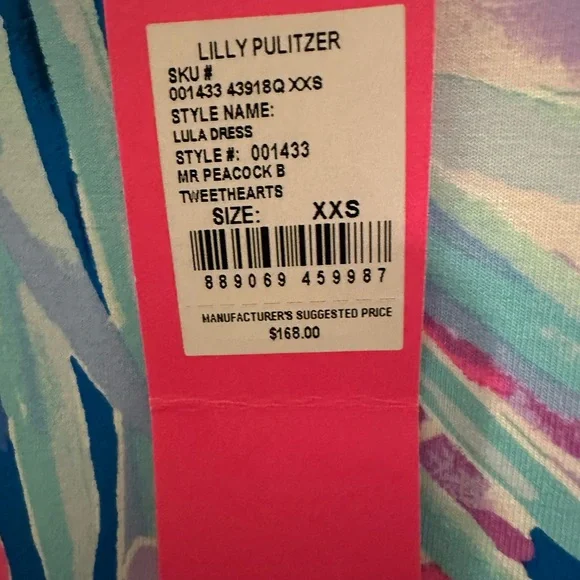 LILLY PULITZER
SKU #
001433 43918Q XXS
STYLE NAME:
LULA DRESS
STYLE #: 001433
MR PEACOCK B
TWEETHEARTS
SIZE: XXS
889069 459987
MANUFACTURER'S SUGGESTED PRICE
$168.00